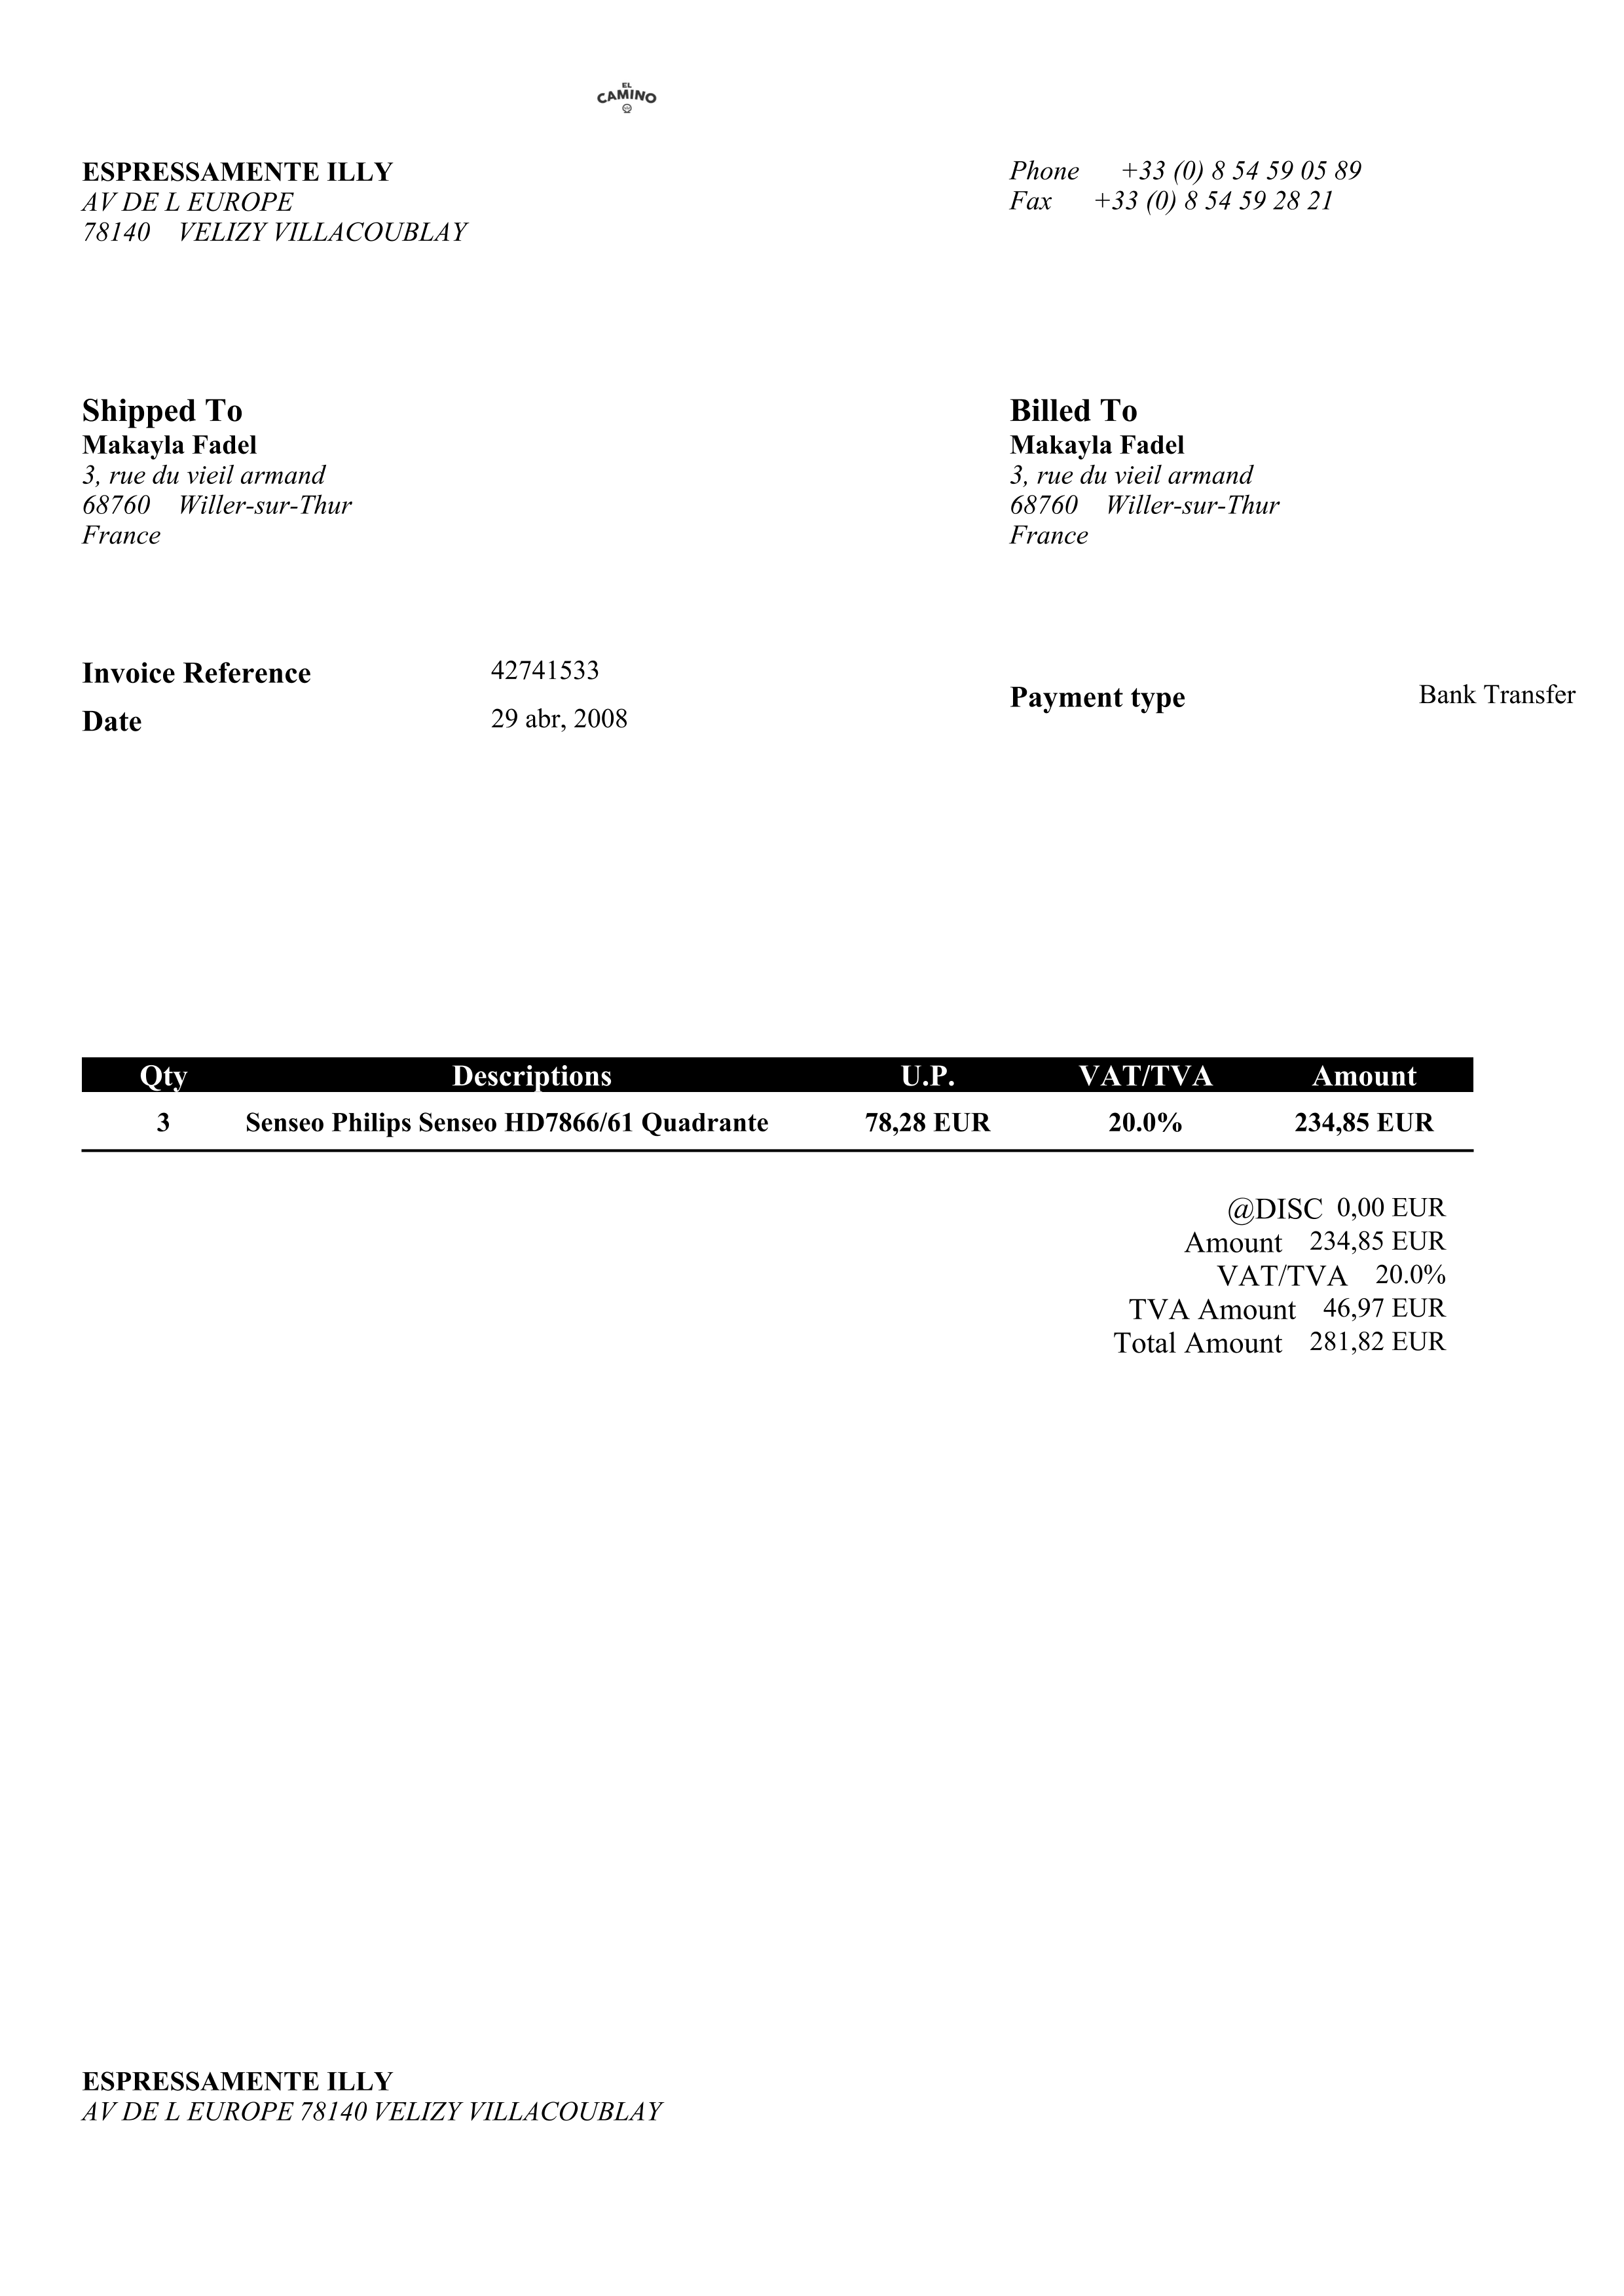 EL
CAMINO
ESPRESSAMENTE ILLY
AV DE L EUROPE
78140 VELIZY VILLACOUBLAY
Phone +33 (0) 8 54 59 05 89
Fax +33 (0) 8 54 59 28 21
Shipped To
Makayla Fadel
3, rue du vieil armand
68760 Willer-sur-Thur
France
Billed To
Makayla Fadel
3, rue du vieil armand
68760 Willer-sur-Thur
France
Invoice Reference 42741533
Date 29 abr, 2008
Payment type Bank Transfer
Qty Descriptions U.P. VAT/TVA Amount
3 Senseo Philips Senseo HD7866/61 Quadrante 78,28 EUR 20.0% 234,85 EUR
@DISC 0,00 EUR
Amount 234,85 EUR
VAT/TVA 20.0%
TVA Amount 46,97 EUR
Total Amount 281,82 EUR
ESPRESSAMENTE ILLY
AV DE L EUROPE 78140 VELIZY VILLACOUBLAY